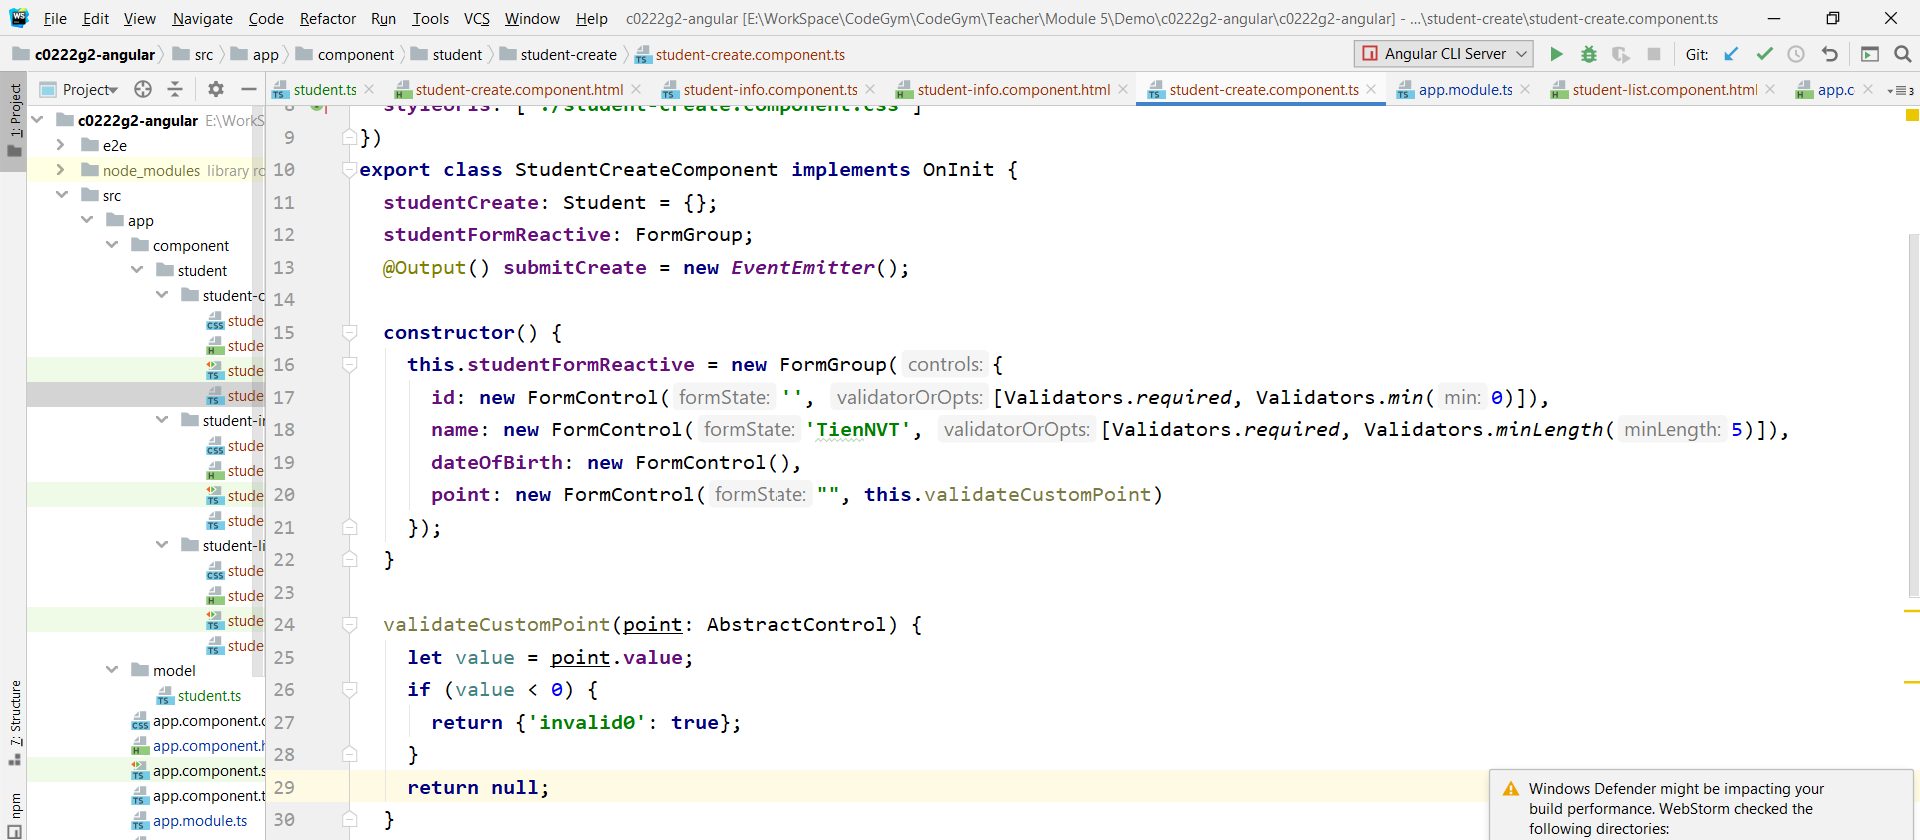 File Edit View Navigate Code Refactor Run Tools VCS Window Help c0222g2-angular [E:\WorkSpace\CodeGym\CodeGym\Teacher\Module 5\Demo\c0222g2-angular\c0222g2-angular] - ...\student-create\student-create.component.ts
c0222g2-angular src app component student student-create student-create.component.ts Angular CLI Server Git:
Project student.ts student-create.component.html student-info.component.ts student-info.component.html student-create.component.ts app.module.ts student-list.component.html app.c 3
1: Project
7: Structure
npm
c0222g2-angular E:\WorkS
e2e
node_modules library ro
src
app
component
student
student-c
stude
stude
stude
stude
student-in
stude
stude
stude
stude
student-li
stude
stude
stude
stude
model
student.ts
app.component.c
app.component.h
app.component.s
app.component.t
app.module.ts
8 styleUrls: ['./student-create.component.css']
9 })
10 export class StudentCreateComponent implements OnInit {
11 studentCreate: Student = {};
12 studentFormReactive: FormGroup;
13 @Output() submitCreate = new EventEmitter();
14
15 constructor() {
16 this.studentFormReactive = new FormGroup( controls: {
17 id: new FormControl( formState: '', validatorOrOpts: [Validators.required, Validators.min( min: 0)]),
18 name: new FormControl( formState: 'TienNVT', validatorOrOpts: [Validators.required, Validators.minLength( minLength: 5)]),
19 dateOfBirth: new FormControl(),
20 point: new FormControl( formState: "", this.validateCustomPoint)
21 });
22 }
23
24 validateCustomPoint(point: AbstractControl) {
25 let value = point.value;
26 if (value < 0) {
27 return {'invalid0': true};
28 }
29 return null;
30 }
Windows Defender might be impacting your
build performance. WebStorm checked the
following directories: